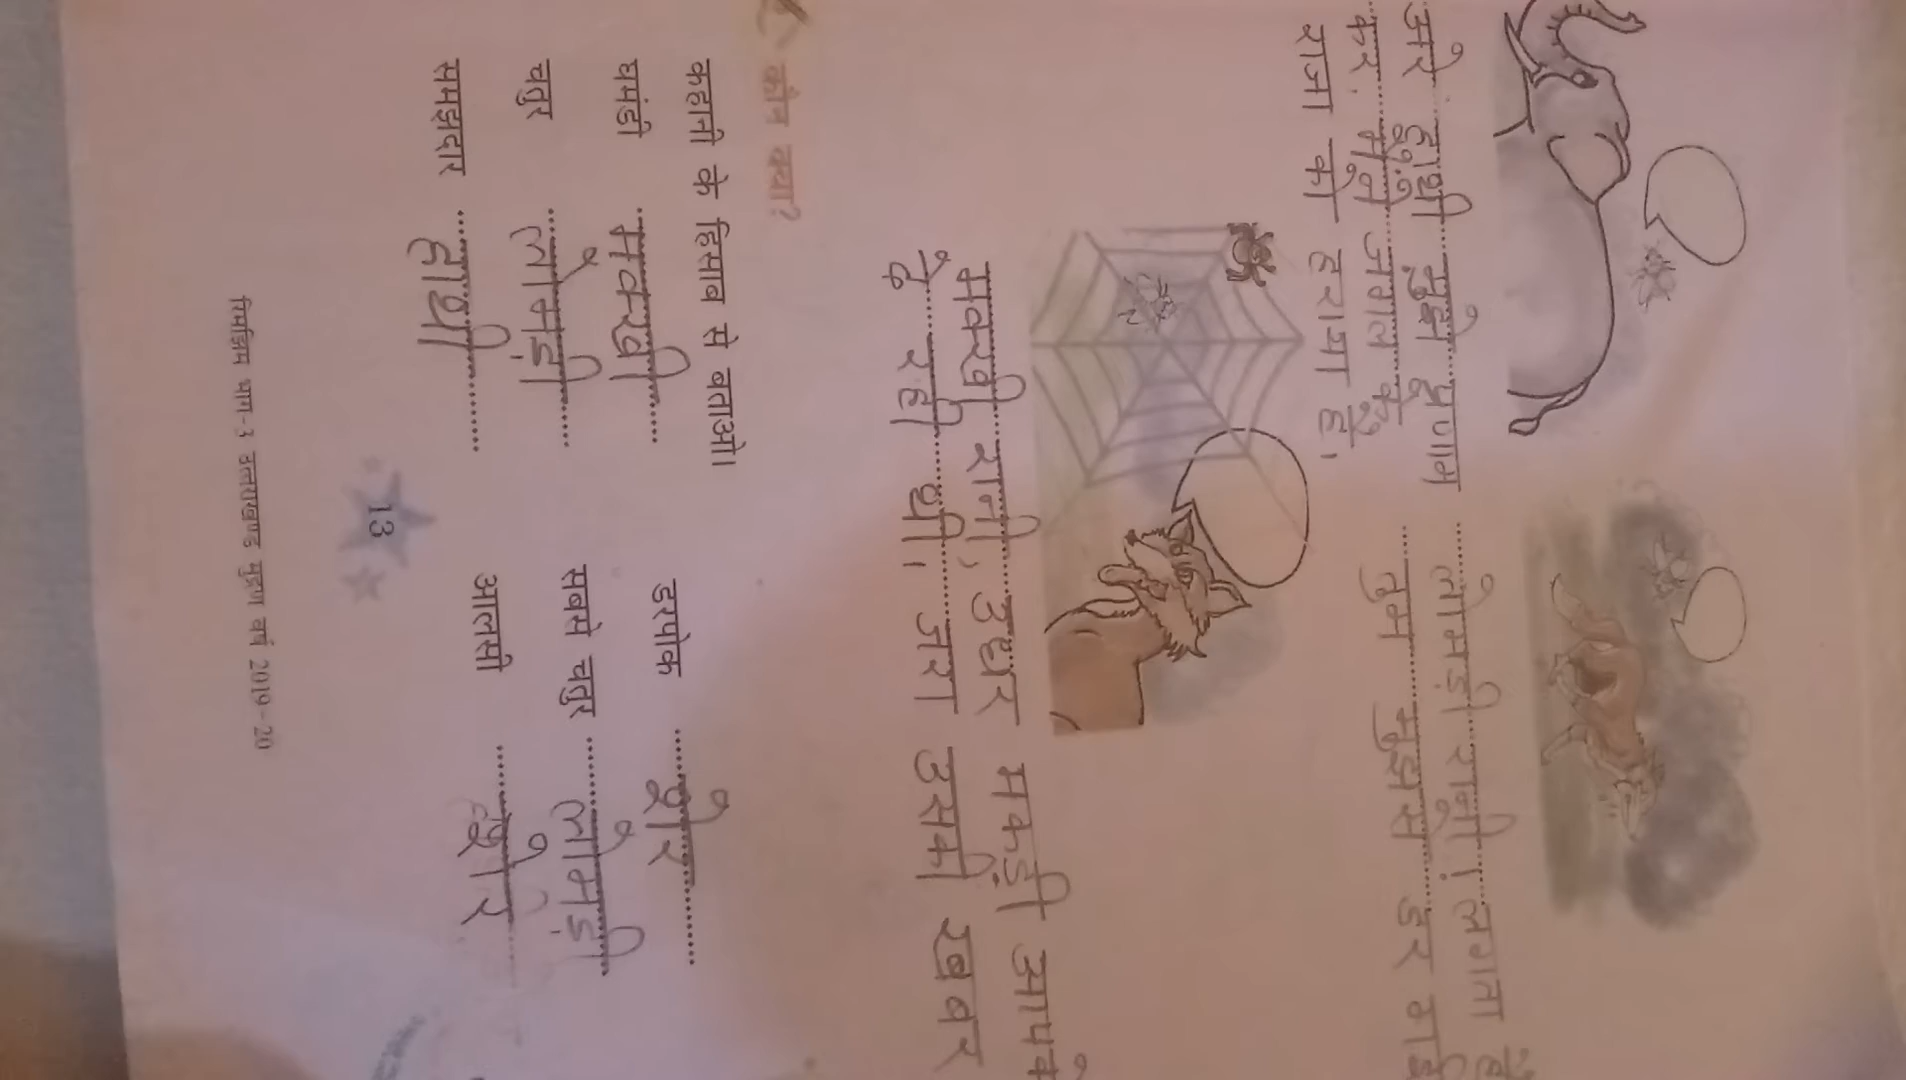 अरे हाथी मुझे प्रणाम
कर. मैंने जंगल के
राजा को हराया है।
लोमड़ी रानी। लगता है
तुम मुझसे डर गई
मक्खी रानी, उधर मकड़ी आपके
ढूँढ रही थी। जरा उसकी खबर
कौन क्या?
कहानी के हिसाब से बताओ।
घमंडी मक्खी डरपोक शेर
चतुर लोमड़ी सबसे चतुर लोमड़ी
समझदार हाथी आलसी शेर
13
रिमझिम भाग-3 उत्तराखण्ड मुद्रण वर्ष 2019-20